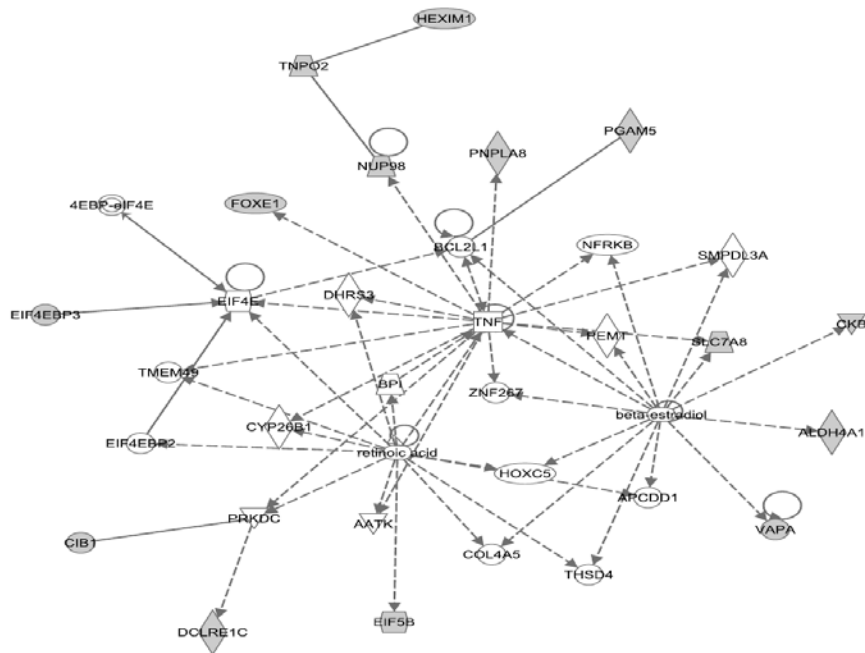 HEXIM1
TNPO2
PGAM5
NUP98
PNPLA8
4EBP-eIF4E
FOXE1
BCL2L1
NFRKB
SMPDL3A
EIF4E
DHRS3
EIF4EBP3
TNF
PEMT
SLC7A8
CKB
TMEM49
BPI
ZNF267
beta-estradiol
CYP26B1
EIF4EBP2
retinoic acid
ALDH4A1
HOXC5
APCDD1
PRKDC
AATK
VAPA
CIB1
COL4A5
THSD4
EIF5B
DCLRE1C